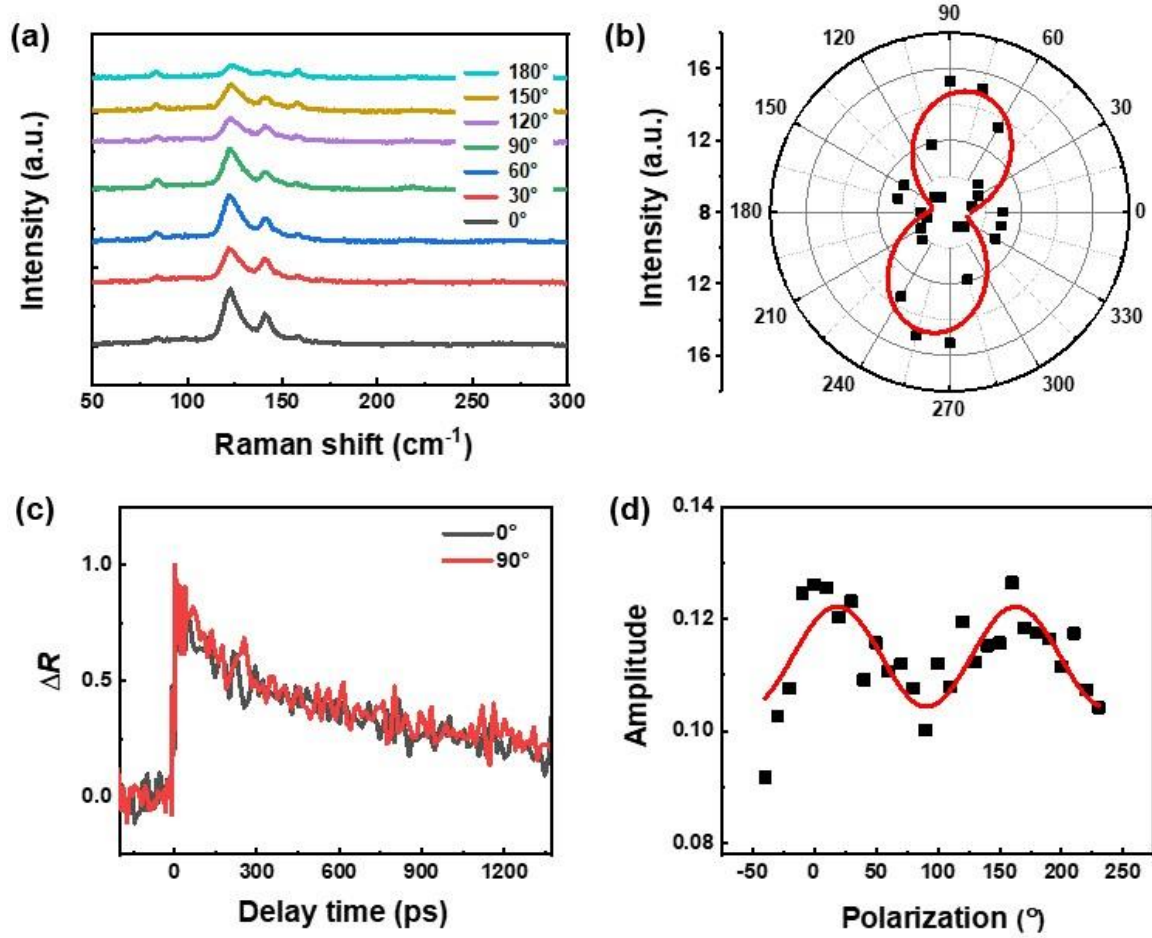 (a)
Intensity (a.u.)
180°
150°
120°
90°
60°
30°
0°
50 100 150 200 250 300
Raman shift (cm-1)
(b)
Intensity (a.u.)
16
12
8
12
16
90
120 60
150 30
180 0
210 330
240 300
270
(c)
ΔR
1.0
0.5
0.0
0°
90°
0 300 600 900 1200
Delay time (ps)
(d)
Amplitude
0.14
0.12
0.10
0.08
-50 0 50 100 150 200 250
Polarization (°)